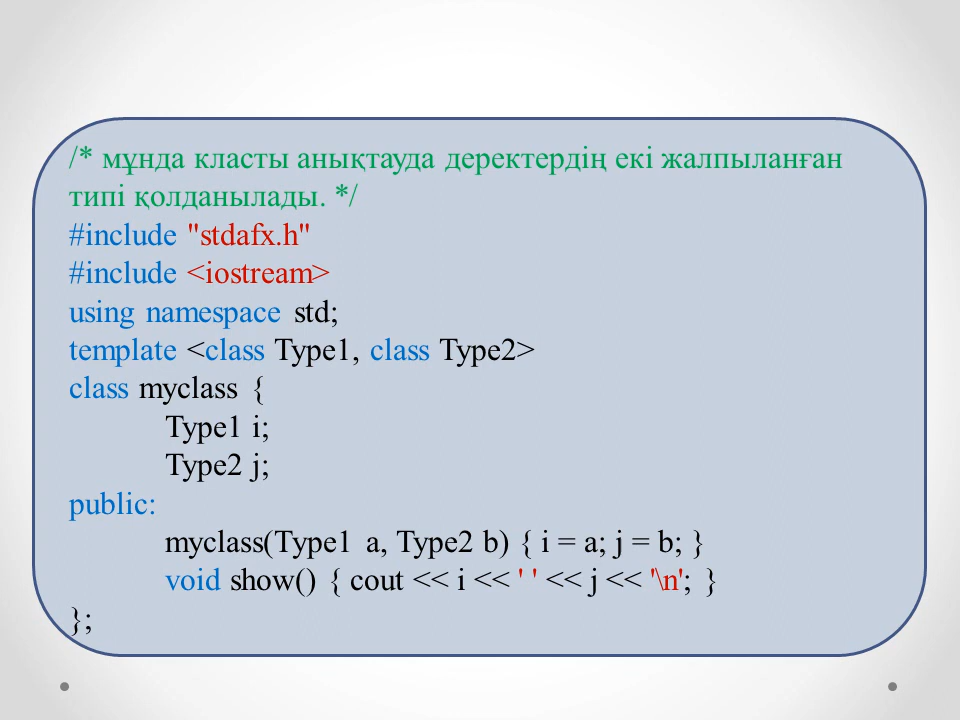 /* мұнда класты анықтауда деректердің екі жалпыланған
типі қолданылады. */
#include "stdafx.h"
#include <iostream>
using namespace std;
template <class Type1, class Type2>
class myclass {
Type1 i;
Type2 j;
public:
myclass(Type1 a, Type2 b) { i = a; j = b; }
void show() { cout << i << ' ' << j << '\n'; }
};